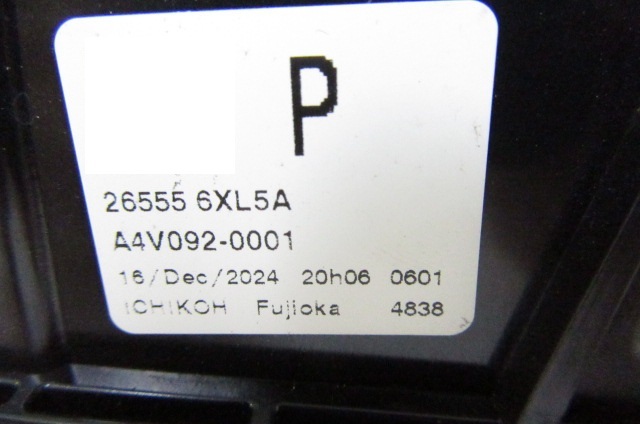 P
26555 6XL5A
A4V092-0001
16/Dec/2024 20h06 0601
ICHIKOH Fujioka 4838